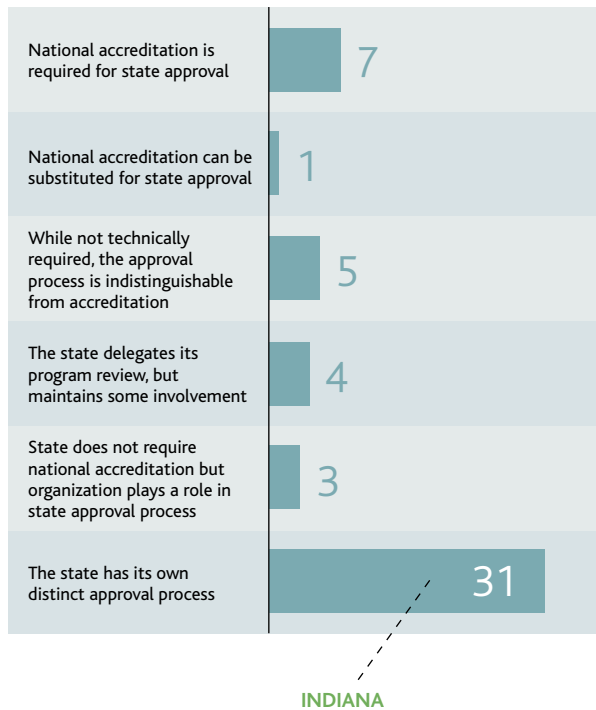 National accreditation is
required for state approval
7
National accreditation can be
substituted for state approval
1
While not technically
required, the approval
process is indistinguishable
from accreditation
5
The state delegates its
program review, but
maintains some involvement
4
State does not require
national accreditation but
organization plays a role in
state approval process
3
The state has its own
distinct approval process
31
INDIANA